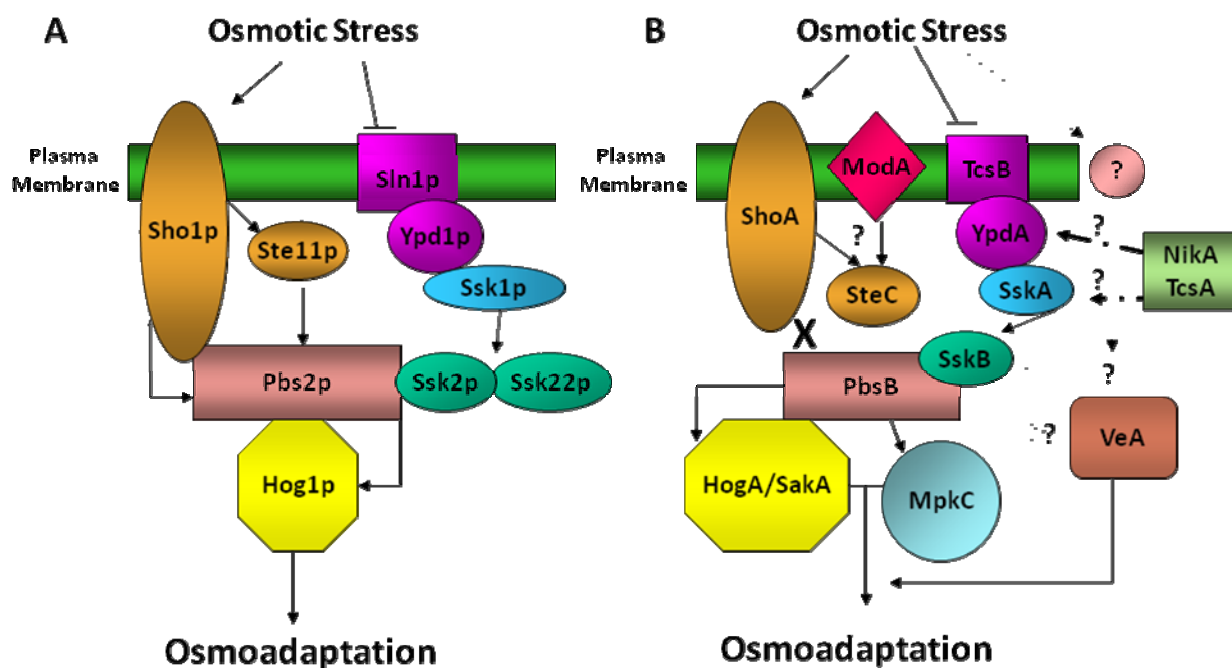 A
Osmotic Stress
Plasma
Membrane
Sln1p
Sho1p
Ypd1p
Ste11p
Ssk1p
Pbs2p
Ssk2p
Ssk22p
Hog1p
Osmoadaptation
B
Osmotic Stress
Plasma
Membrane
ModA
TcsB
?
ShoA
YpdA
?
?
NikA
TcsA
SteC
SskA
?
X
SskB
PbsB
?
?
VeA
HogA/SakA
MpkC
Osmoadaptation